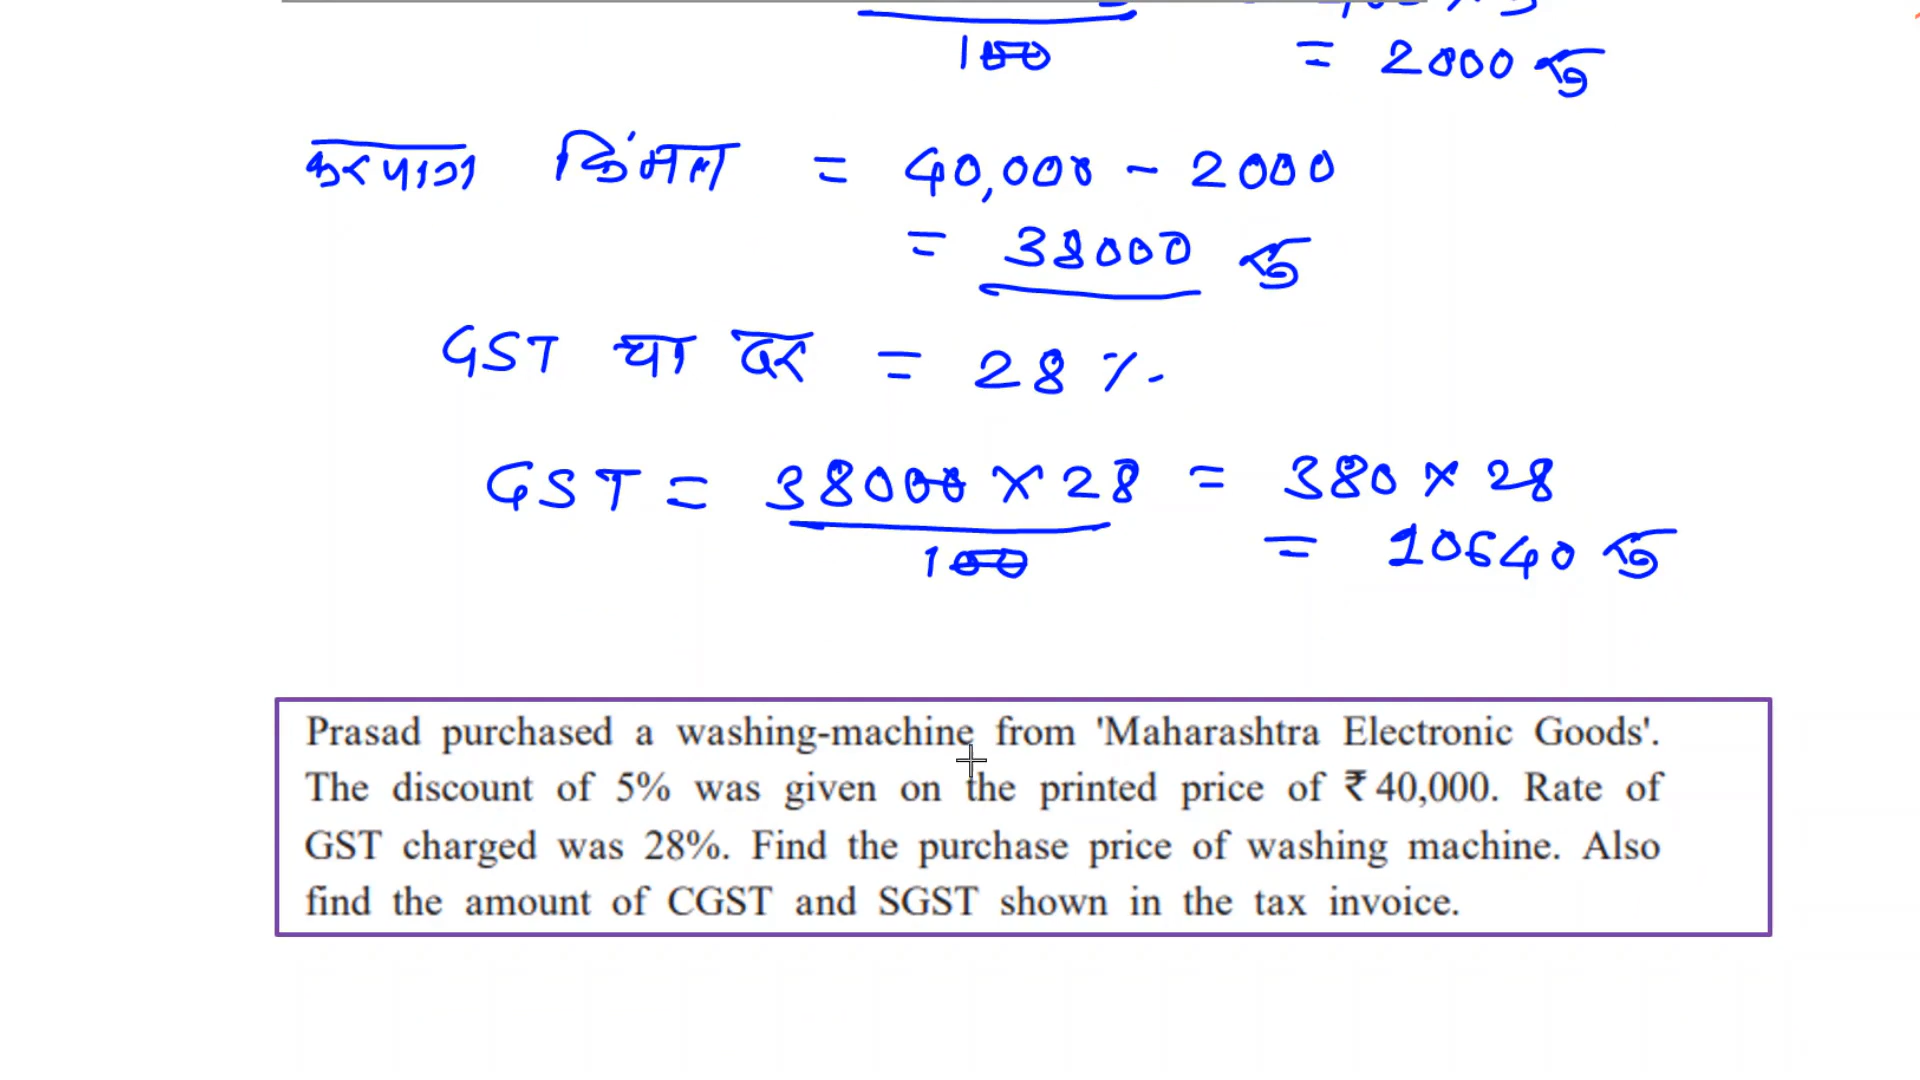 100
= 2000 रु
करपात्र किंमत = 40,000 - 2000
= 38000 रु
GST चा दर = 28 %
GST = 38000 × 28 = 380 × 28
100 = 10640 रु
Prasad purchased a washing-machine from 'Maharashtra Electronic Goods'.
The discount of 5% was given on the printed price of ₹ 40,000. Rate of
GST charged was 28%. Find the purchase price of washing machine. Also
find the amount of CGST and SGST shown in the tax invoice.